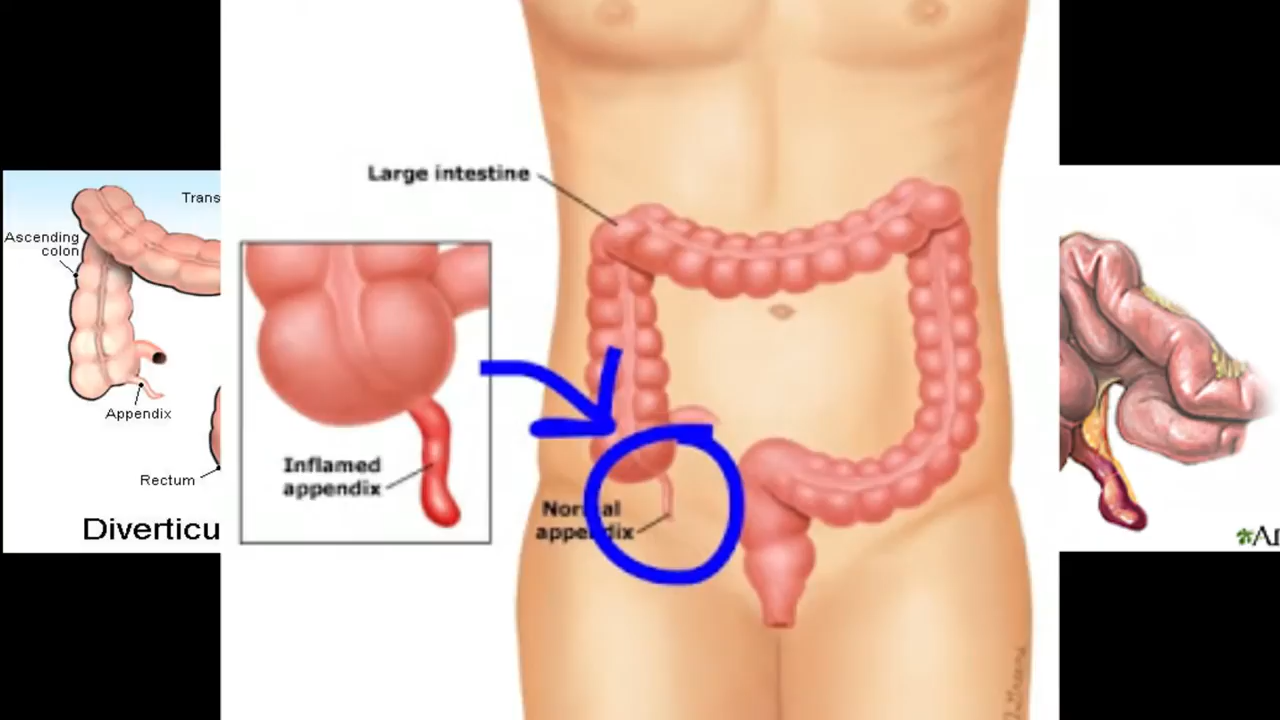 Large intestine
Trans
Ascending
colon
Appendix
Rectum
Diverticu
Inflamed
appendix
Normal
appendix